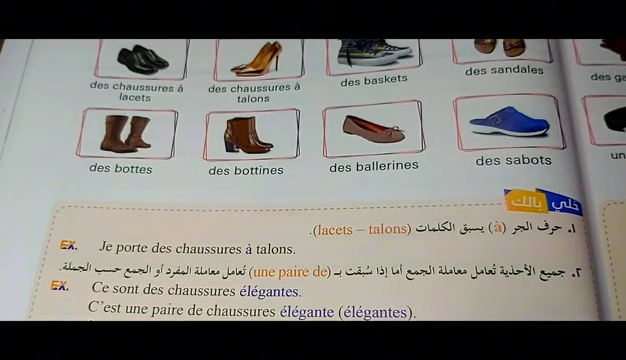 des chaussures à lacets
des chaussures à talons
des baskets
des sandales
des bottes
des bottines
des ballerines
des sabots
خلي بالك
١. حرف الجر (à) يسبق الكلمات (lacets – talons).
EX. Je porte des chaussures à talons.
٢. جميع الأحذية تُعامل معاملة الجمع أما إذا سُبقت بـ (une paire de) تُعامل معاملة المفرد أو الجمع حسب الجملة.
EX. Ce sont des chaussures élégantes.
C'est une paire de chaussures élégante (élégantes).